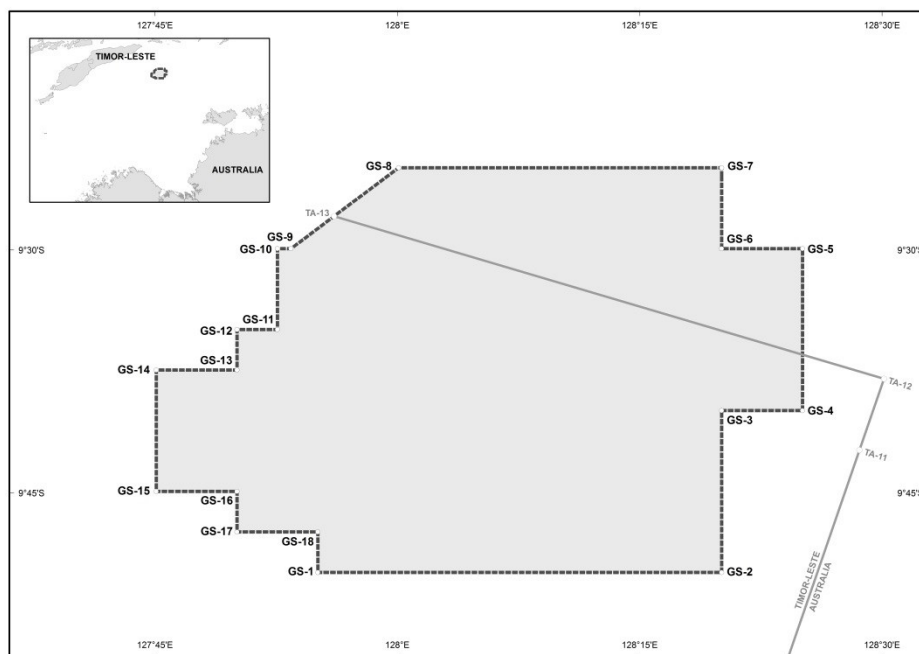 127°45'E 128°E 128°15'E 128°30'E
TIMOR-LESTE
AUSTRALIA
GS-8 GS-7
TA-13
GS-9
9°30'S GS-10 GS-6 GS-5 9°30'S
GS-11
GS-12
GS-13
GS-14
TA-12
GS-3 GS-4
TA-11
9°45'S GS-15 9°45'S
GS-16
GS-17
GS-18
GS-1 GS-2
TIMOR-LESTE
AUSTRALIA
127°45'E 128°E 128°15'E 128°30'E